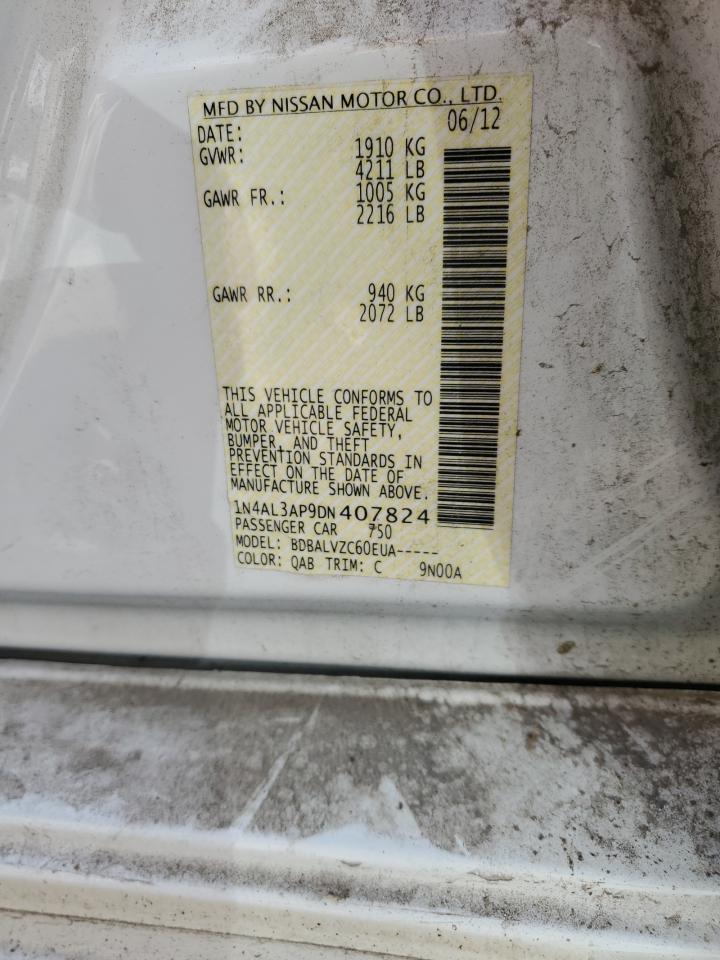 MFD BY NISSAN MOTOR CO., LTD.
DATE: 06/12
GVWR: 1910 KG
4211 LB
GAWR FR.: 1005 KG
2216 LB
GAWR RR.: 940 KG
2072 LB
THIS VEHICLE CONFORMS TO
ALL APPLICABLE FEDERAL
MOTOR VEHICLE SAFETY,
BUMPER, AND THEFT
PREVENTION STANDARDS IN
EFFECT ON THE DATE OF
MANUFACTURE SHOWN ABOVE.
1N4AL3AP9DN407824
PASSENGER CAR 750
MODEL: BDBALVZC60EUA-----
COLOR: QAB TRIM: C 9N00A